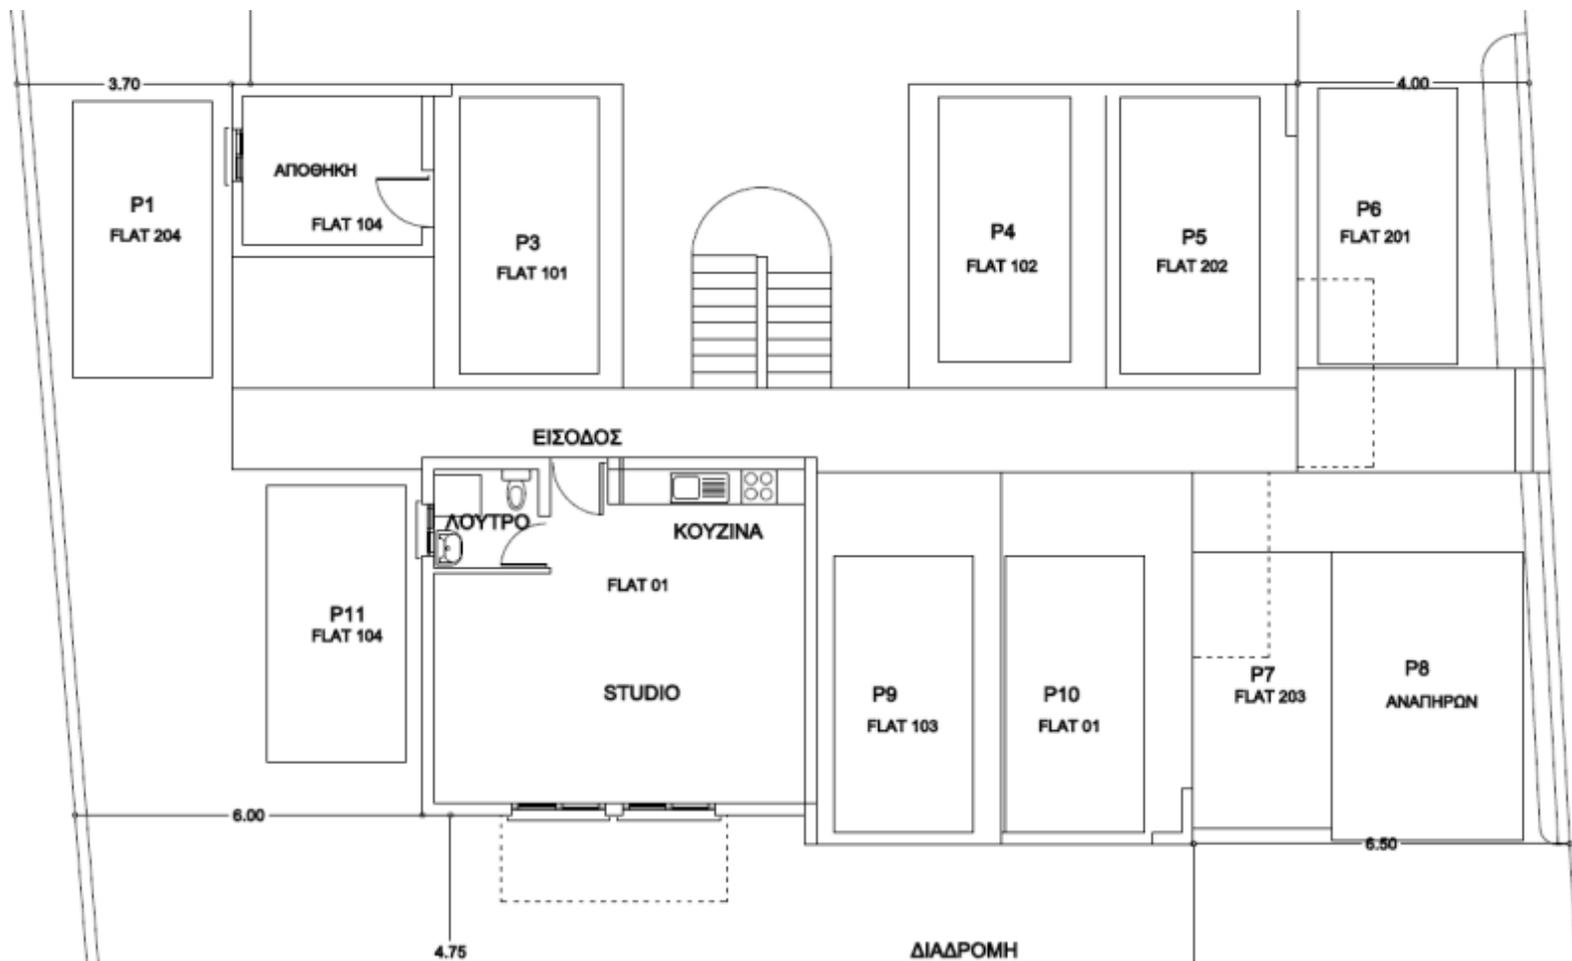 3.70
4.00
ΑΠΟΘΗΚΗ
FLAT 104
P1
FLAT 204
P3
FLAT 101
P4
FLAT 102
P5
FLAT 202
P6
FLAT 201
ΕΙΣΟΔΟΣ
ΛΟΥΤΡΟ
ΚΟΥΖΙΝΑ
FLAT 01
STUDIO
P11
FLAT 104
P9
FLAT 103
P10
FLAT 01
P7
FLAT 203
P8
ΑΝΑΠΗΡΩΝ
6.00
6.50
4.75
ΔΙΑΔΡΟΜΗ